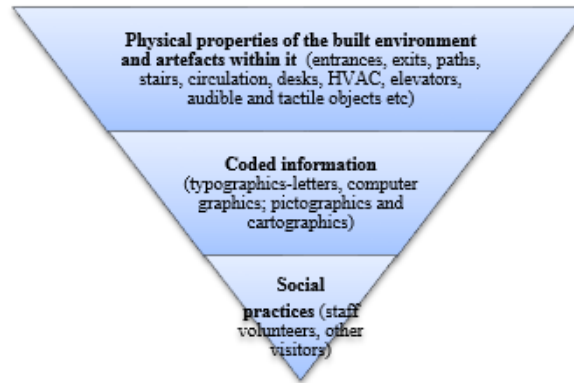 Physical properties of the built environment
and artefacts within it (entrances, exits, paths,
stairs, circulation, desks, HVAC, elevators,
audible and tactile objects etc)
Coded information
(typographics-letters, computer
graphics; pictographics and
cartographics)
Social
practices (staff
volunteers, other
visitors)